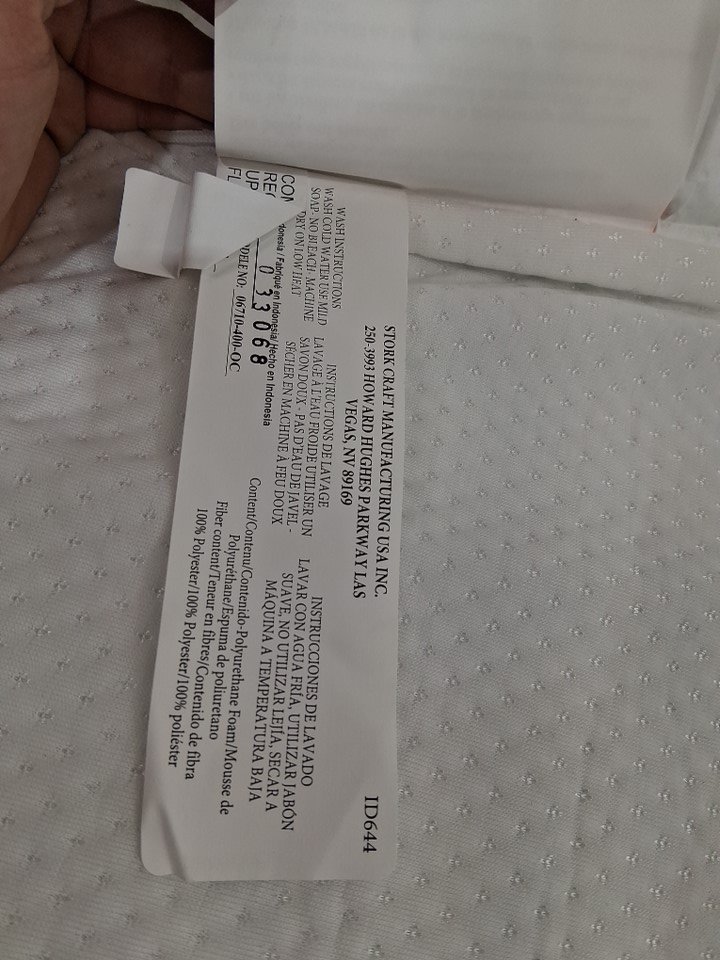 STORK CRAFT MANUFACTURING USA INC.
250-3993 HOWARD HUGHES PARKWAY LAS
VEGAS, NV 89169
ID644
WASH INSTRUCTIONS
WASH COLD WATER USE MILD
SOAP- NO BLEACH-MACHINE
DRY ON LOW HEAT
INSTRUCTIONS DE LAVAGE
LAVAGE À L'EAU FROIDE UTILISER UN
SAVON DOUX - PAS D'EAU DE JAVEL -
SÉCHER EN MACHINE À FEU DOUX
INSTRUCCIONES DE LAVADO
LAVAR CON AGUA FRÍA, UTILIZAR JABÓN
SUAVE, NO UTILIZAR LEJÍA, SECAR A
MÁQUINA A TEMPERATURA BAJA
/ Fabriqué en Indonesia/Hecho en Indonesia
033068
NO. 06710-400-OC
Content/Contenu/Contenido-Polyurethane Foam/Mousse de
Polyuréthane/Espuma de poliuretano
Fiber content/Teneur en fibres/Contenido de fibra
100% Polyester/100% Polyester/100% poliéster